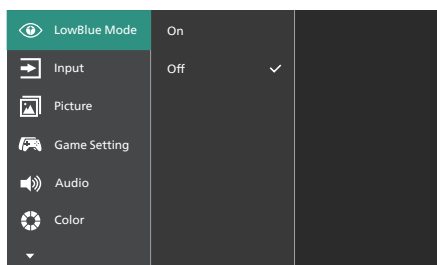 LowBlue Mode
On
Input
Off
Picture
Game Setting
Audio
Color